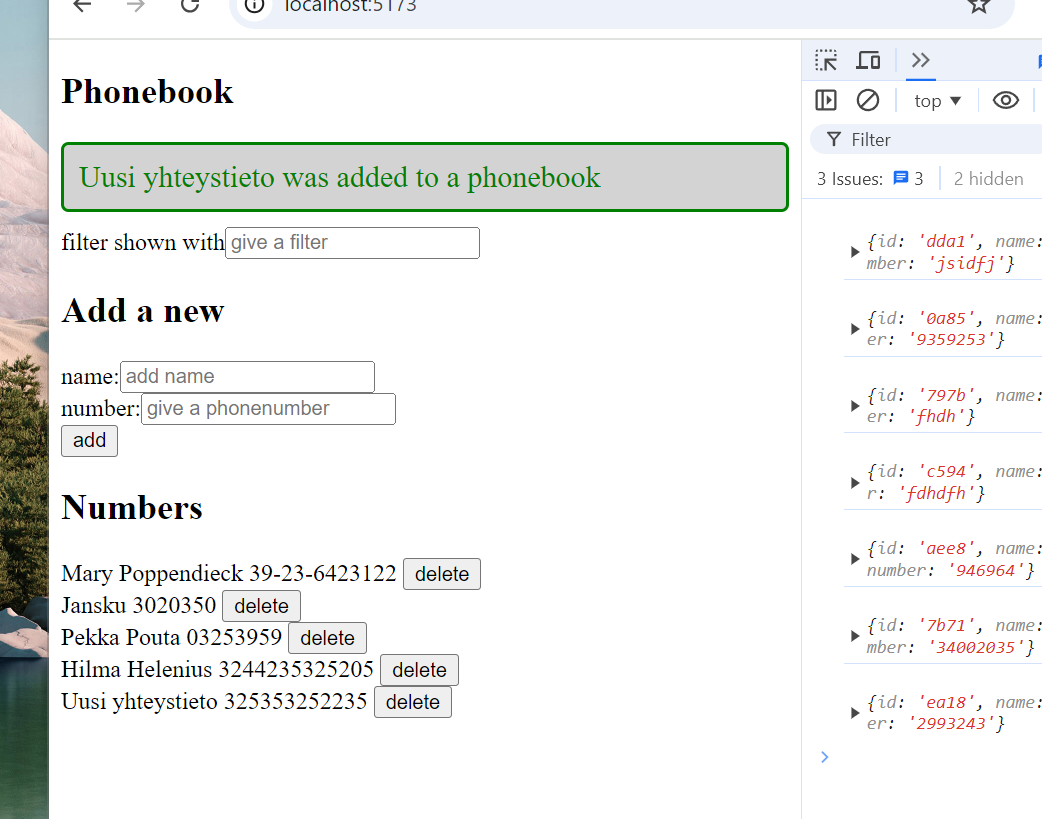 localhost:5173
Phonebook
Uusi yhteystieto was added to a phonebook
filter shown with give a filter
Add a new
name: add name
number: give a phonenumber
add
Numbers
Mary Poppendieck 39-23-6423122 delete
Jansku 3020350 delete
Pekka Pouta 03253959 delete
Hilma Helenius 3244235325205 delete
Uusi yhteystieto 325353252235 delete
top
Filter
3 Issues: 3 2 hidden
{id: 'dda1', name:
mber: 'jsidfj'}
{id: '0a85', name:
er: '9359253'}
{id: '797b', name:
er: 'fhdh'}
{id: 'c594', name:
r: 'fdhdfh'}
{id: 'aee8', name:
number: '946964'}
{id: '7b71', name:
mber: '34002035'}
{id: 'ea18', name:
er: '2993243'}